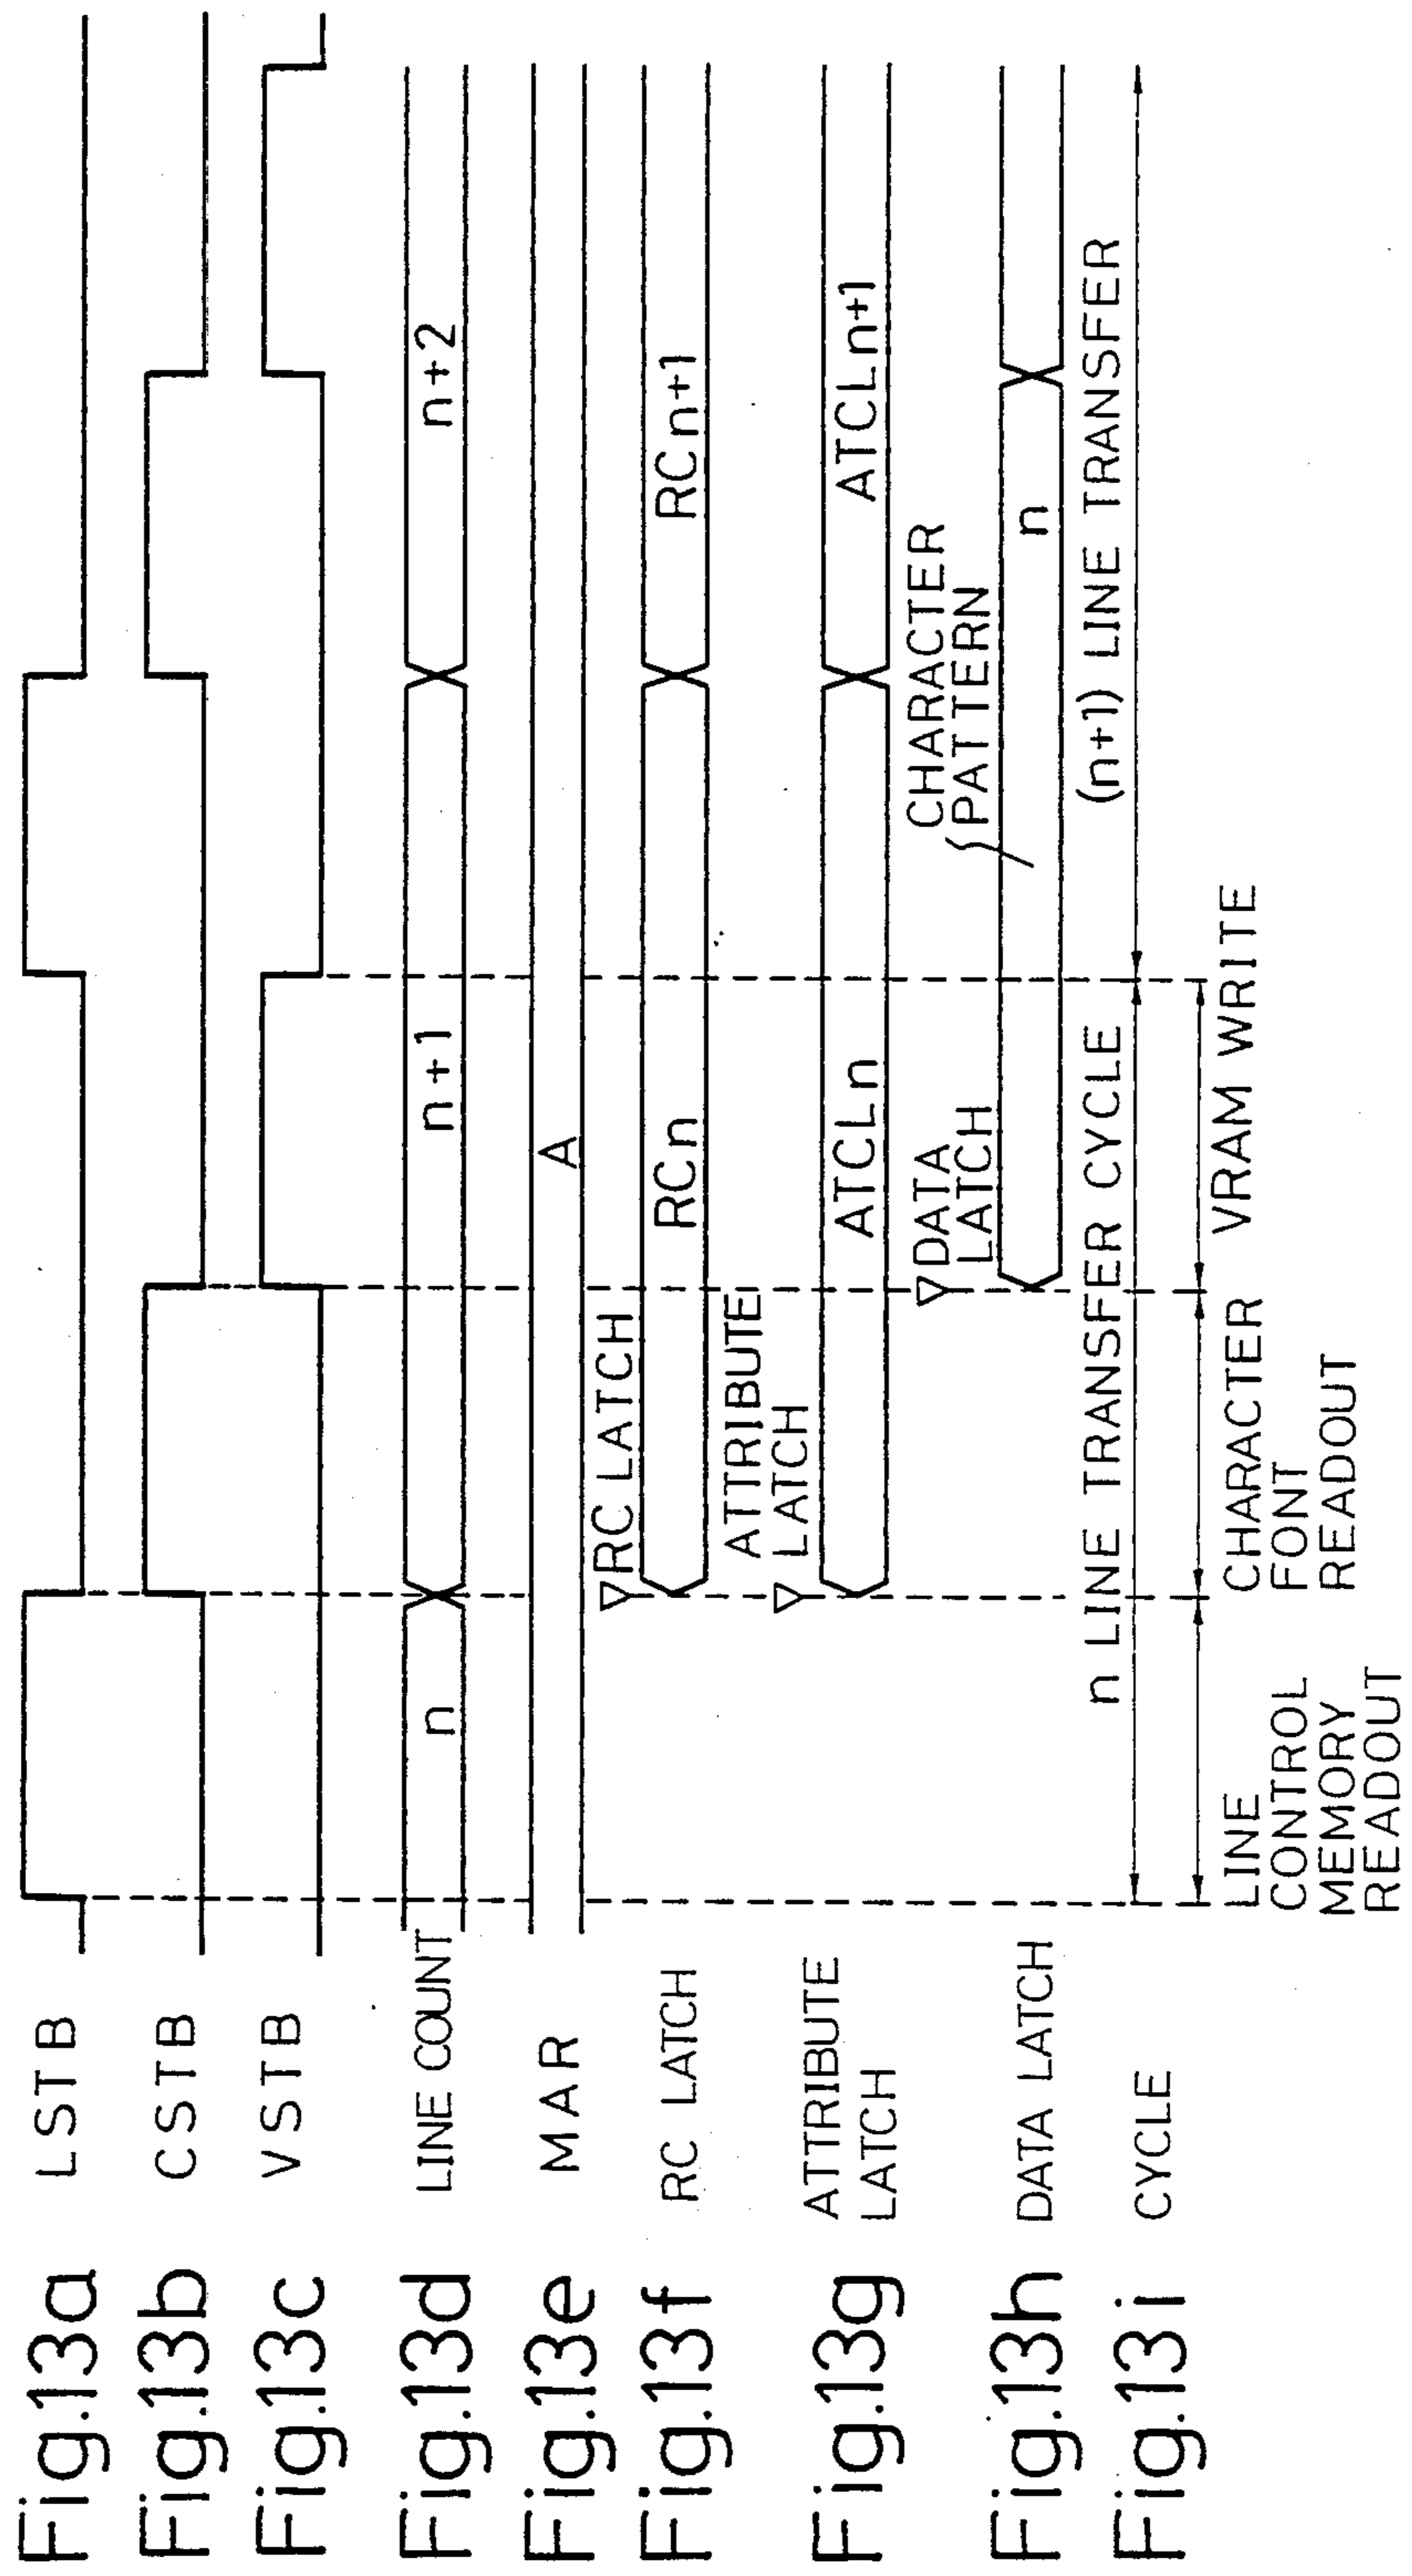 Fig.13a LSTB
Fig.13b CSTB
Fig.13c VSTB
Fig.13d LINE COUNT n n+1 n+2
Fig.13e MAR A
RC LATCH
Fig.13f RC LATCH RCn RCn+1
ATTRIBUTE
LATCH
Fig.13g ATTRIBUTE
LATCH
ATCLn ATCLn+1
DATA
LATCH
CHARACTER
PATTERN
Fig.13h DATA LATCH n
Fig.13i CYCLE
n LINE TRANSFER CYCLE (n+1) LINE TRANSFER
LINE
CONTROL
MEMORY
READOUT
CHARACTER
FONT
READOUT
VRAM WRITE